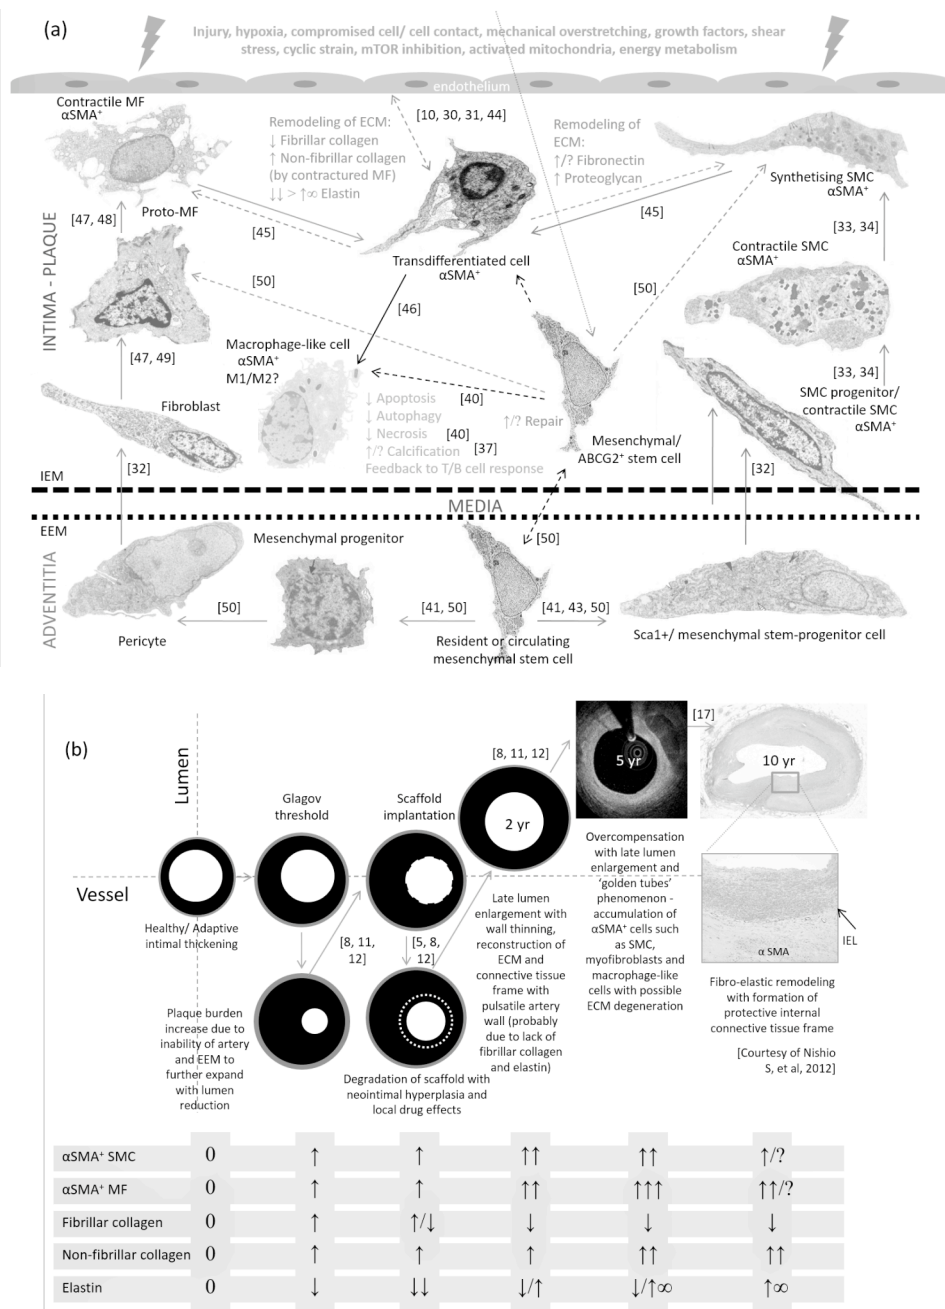 (a)
Injury, hypoxia, compromised cell/ cell contact, mechanical overstretching, growth factors, shear
stress, cyclic strain, mTOR inhibition, activated mitochondria, energy metabolism
endothelium
Contractile MF
αSMA⁺
Remodeling of ECM:
↓ Fibrillar collagen
↑ Non-fibrillar collagen
(by contractured MF)
↓↓ > ↑∞ Elastin
[10, 30, 31, 44]
Remodeling of
ECM:
↑/? Fibronectin
↑ Proteoglycan
Synthetising SMC
αSMA⁺
INTIMA - PLAQUE
[47, 48]
Proto-MF
[45]
[45]
[33, 34]
Transdifferentiated cell
αSMA⁺
Contractile SMC
αSMA⁺
[50]
[50]
[46]
[47, 49]
Macrophage-like cell
αSMA⁺
M1/M2?
[33, 34]
Fibroblast
↓ Apoptosis
↓ Autophagy
↓ Necrosis
↑/? Calcification
Feedback to T/B cell response
[40]
[40]
[37]
↑/? Repair
SMC progenitor/
contractile SMC
αSMA⁺
Mesenchymal/
ABCG2⁺ stem cell
[32]
[32]
IEM
MEDIA
EEM
ADVENTITIA
Mesenchymal progenitor
[50]
[50]
[41, 50]
[41, 43, 50]
Pericyte
Resident or circulating
mesenchymal stem cell
Sca1+/ mesenchymal stem-progenitor cell
(b)
Lumen
Vessel
Glagov
threshold
Scaffold
implantation
[8, 11, 12]
[17]
2 yr
5 yr
10 yr
Healthy/ Adaptive
intimal thickening
[8, 11,
12]
[5, 8,
12]
Plaque burden
increase due to
inability of artery
and EEM to
further expand
with lumen
reduction
Degradation of scaffold with
neointimal hyperplasia and
local drug effects
Late lumen
enlargement with
wall thinning,
reconstruction of
ECM and
connective tissue
frame with
pulsatile artery
wall (probably
due to lack of
fibrillar collagen
and elastin)
Overcompensation
with late lumen
enlargement and
‘golden tubes’
phenomenon -
accumulation of
αSMA⁺ cells such
as SMC,
myofibroblasts and
macrophage-like
cells with possible
ECM degeneration
α SMA
IEL
Fibro-elastic remodeling
with formation of
protective internal
connective tissue frame
[Courtesy of Nishio
S, et al, 2012]
αSMA⁺ SMC 0 ↑ ↑ ↑↑ ↑↑ ↑/?
αSMA⁺ MF 0 ↑ ↑ ↑↑ ↑↑↑ ↑↑/?
Fibrillar collagen 0 ↑ ↑/↓ ↓ ↓ ↓
Non-fibrillar collagen 0 ↑ ↑ ↑ ↑↑ ↑↑
Elastin 0 ↓ ↓↓ ↓/↑ ↓/↑∞ ↑∞